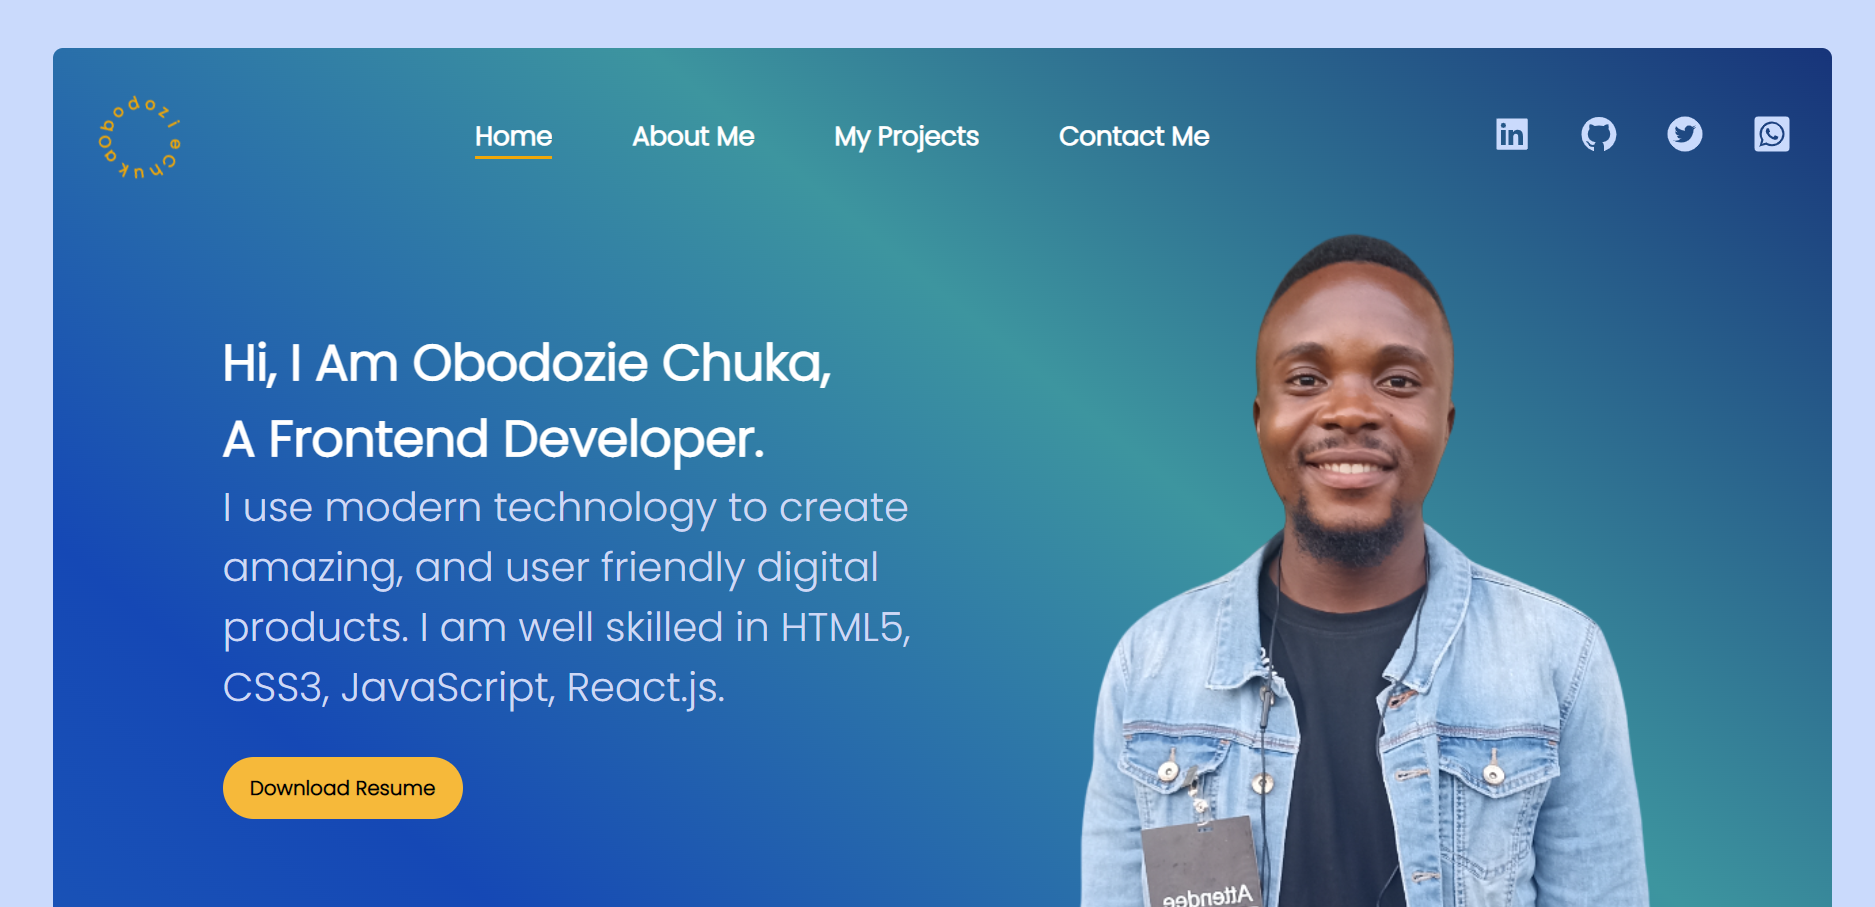 Obodozie Chuka
Home About Me My Projects Contact Me
in
Hi, I Am Obodozie Chuka,
A Frontend Developer.
I use modern technology to create
amazing, and user friendly digital
products. I am well skilled in HTML5,
CSS3, JavaScript, React.js.
Download Resume
Attendee